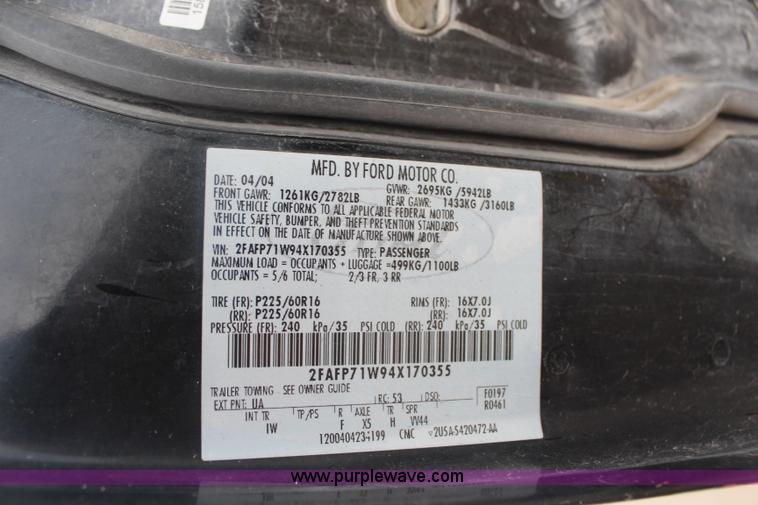 MFD. BY FORD MOTOR CO.
DATE: 04/04 GVWR: 2695KG /5942LB
FRONT GAWR: 1261KG/2782LB REAR GAWR: 1433KG /3160LB
THIS VEHICLE CONFORMS TO ALL APPLICABLE FEDERAL MOTOR
VEHICLE SAFETY, BUMPER, AND THEFT PREVENTION STANDARDS
IN EFFECT ON THE DATE OF MANUFACTURE SHOWN ABOVE.
VIN: 2FAFP71W94X170355 TYPE: PASSENGER
MAXIMUM LOAD = OCCUPANTS + LUGGAGE =499KG/1100LB
OCCUPANTS = 5/6 TOTAL; 2/3 FR, 3 RR
TIRE (FR): P225/60R16 RIMS (FR): 16X7.0J
(RR): P225/60R16 (RR): 16X7.0J
PRESSURE (FR): 240 kPa/35 PSI COLD (RR): 240 kPa/35 PSI COLD
2FAFP71W94X170355
TRAILER TOWING SEE OWNER GUIDE
EXT PNT: UA RC: 53 DSO: F0197
R0461
INT TR TP/PS R AXLE TR SPR
IW F X5 H VV44
1200404234199 CNC 2U5A-5420472-AA
www.purplewave.com